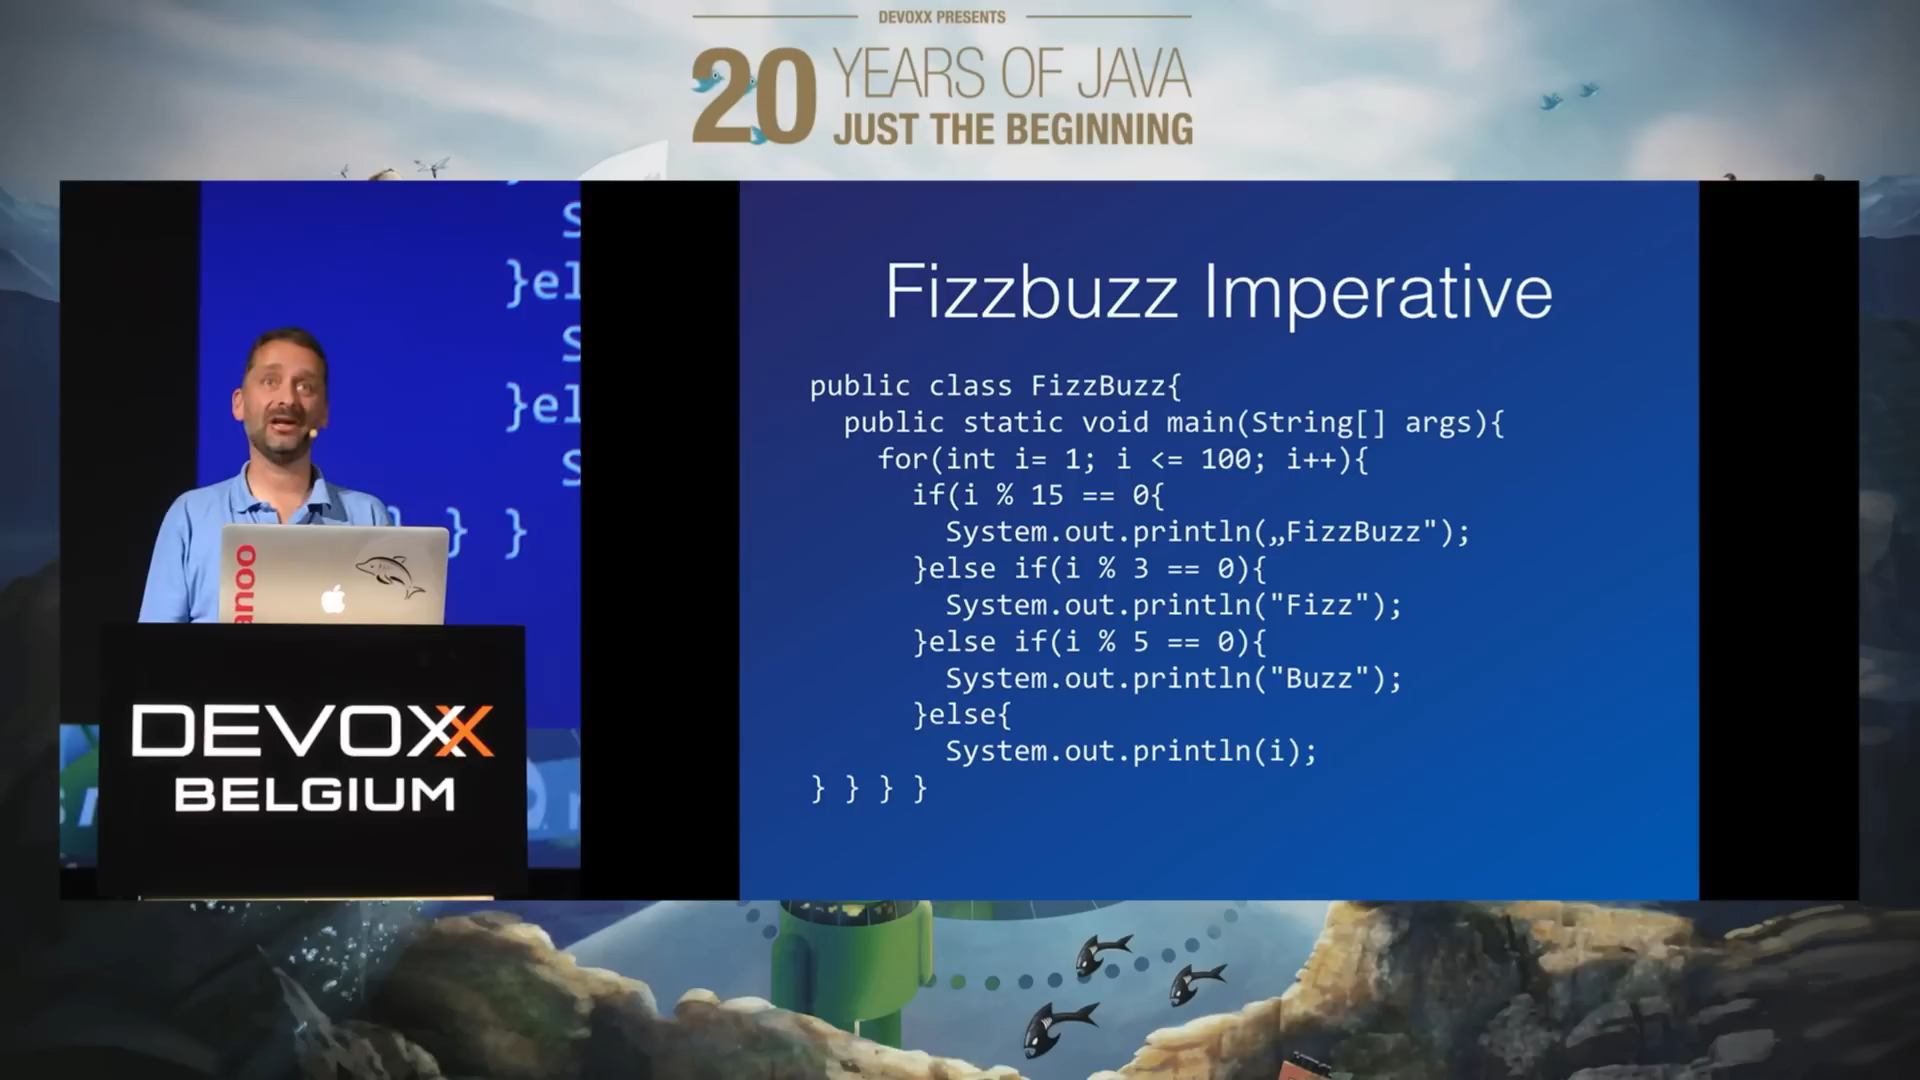 DEVOXX PRESENTS
20 YEARS OF JAVA
JUST THE BEGINNING
S
}el
S
}el
S
} } }
anoo
DEVOXX
BELGIUM
Fizzbuzz Imperative
public class FizzBuzz{
public static void main(String[] args){
for(int i= 1; i <= 100; i++){
if(i % 15 == 0{
System.out.println(„FizzBuzz");
}else if(i % 3 == 0){
System.out.println("Fizz");
}else if(i % 5 == 0){
System.out.println("Buzz");
}else{
System.out.println(i);
} } } }